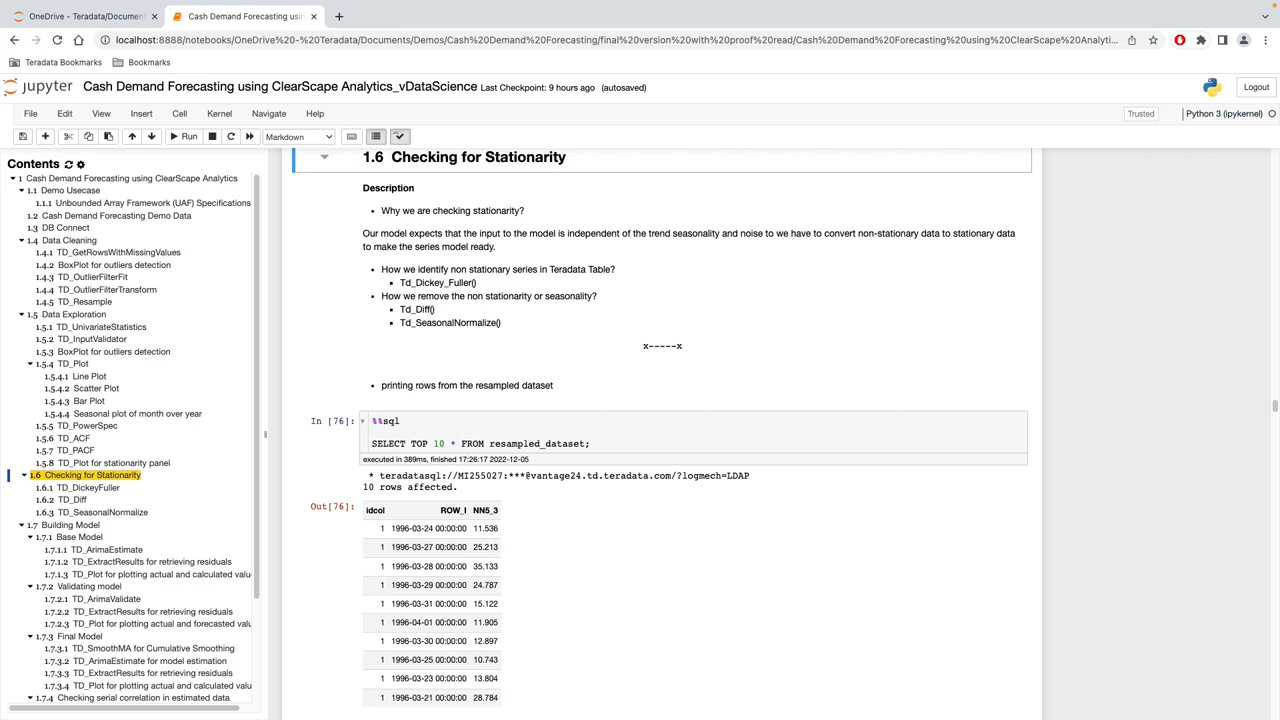 OneDrive - Teradata/Document
Cash Demand Forecasting usin
localhost:8888/notebooks/OneDrive%20-%20Teradata/Documents/Demos/Cash%20Demand%20Forecasting/final%20version%20with%20proof%20read/Cash%20Demand%20Forecasting%20using%20ClearScape%20Analyti...
Teradata Bookmarks
Bookmarks
jupyter
Cash Demand Forecasting using ClearScape Analytics_vDataScience
Last Checkpoint: 9 hours ago (autosaved)
Logout
File
Edit
View
Insert
Cell
Kernel
Navigate
Help
Trusted
Python 3 (ipykernel)
Run
Markdown
Contents
1 Cash Demand Forecasting using ClearScape Analytics
1.1 Demo Usecase
1.1.1 Unbounded Array Framework (UAF) Specifications
1.2 Cash Demand Forecasting Demo Data
1.3 DB Connect
1.4 Data Cleaning
1.4.1 TD_GetRowsWithMissingValues
1.4.2 BoxPlot for outliers detection
1.4.3 TD_OutlierFilterFit
1.4.4 TD_OutlierFilterTransform
1.4.5 TD_Resample
1.5 Data Exploration
1.5.1 TD_UnivariateStatistics
1.5.2 TD_InputValidator
1.5.3 BoxPlot for outliers detection
1.5.4 TD_Plot
1.5.4.1 Line Plot
1.5.4.2 Scatter Plot
1.5.4.3 Bar Plot
1.5.4.4 Seasonal plot of month over year
1.5.5 TD_PowerSpec
1.5.6 TD_ACF
1.5.7 TD_PACF
1.5.8 TD_Plot for stationarity panel
1.6 Checking for Stationarity
1.6.1 TD_DickeyFuller
1.6.2 TD_Diff
1.6.3 TD_SeasonalNormalize
1.7 Building Model
1.7.1 Base Model
1.7.1.1 TD_ArimaEstimate
1.7.1.2 TD_ExtractResults for retrieving residuals
1.7.1.3 TD_Plot for plotting actual and calculated valu
1.7.2 Validating model
1.7.2.1 TD_ArimaValidate
1.7.2.2 TD_ExtractResults for retrieving residuals
1.7.2.3 TD_Plot for plotting actual and forecasted valu
1.7.3 Final Model
1.7.3.1 TD_SmoothMA for Cumulative Smoothing
1.7.3.2 TD_ArimaEstimate for model estimation
1.7.3.3 TD_ExtractResults for retrieving residuals
1.7.3.4 TD_Plot for plotting actual and calculated valu
1.7.4 Checking serial correlation in estimated data
1.6 Checking for Stationarity
Description
• Why we are checking stationarity?
Our model expects that the input to the model is independent of the trend seasonality and noise to we have to convert non-stationary data to stationary data
to make the series model ready.
• How we identify non stationary series in Teradata Table?
▪ Td_Dickey_Fuller()
• How we remove the non stationarity or seasonality?
▪ Td_Diff()
▪ Td_SeasonalNormalize()
x-----x
• printing rows from the resampled dataset
In [76]:
%%sql
SELECT TOP 10 * FROM resampled_dataset;
executed in 389ms, finished 17:26:17 2022-12-05
* teradatasql://MI255027:***@vantage24.td.teradata.com/?logmech=LDAP
10 rows affected.
Out[76]:
idcol ROW_I NN5_3
1 1996-03-24 00:00:00 11.536
1 1996-03-27 00:00:00 25.213
1 1996-03-28 00:00:00 35.133
1 1996-03-29 00:00:00 24.787
1 1996-03-31 00:00:00 15.122
1 1996-04-01 00:00:00 11.905
1 1996-03-30 00:00:00 12.897
1 1996-03-25 00:00:00 10.743
1 1996-03-23 00:00:00 13.804
1 1996-03-21 00:00:00 28.784